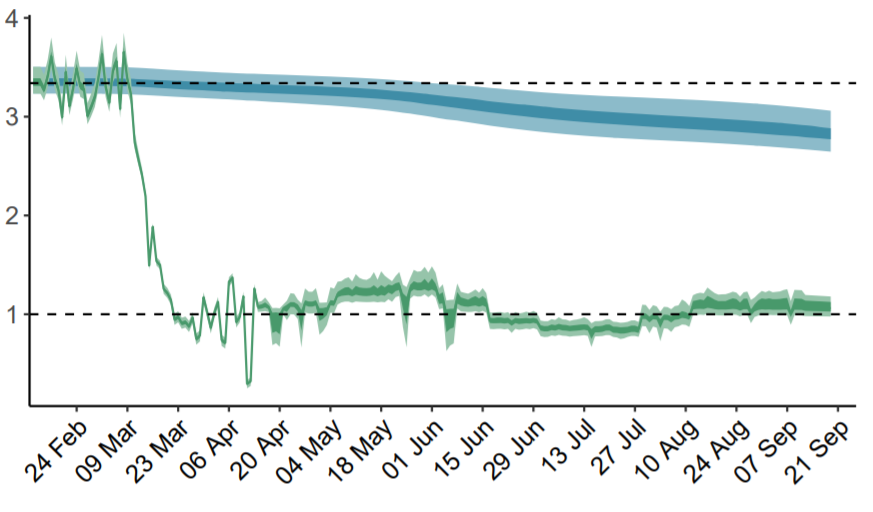 4
3
2
1
24 Feb
09 Mar
23 Mar
06 Apr
20 Apr
04 May
18 May
01 Jun
15 Jun
29 Jun
13 Jul
27 Jul
10 Aug
24 Aug
07 Sep
21 Sep